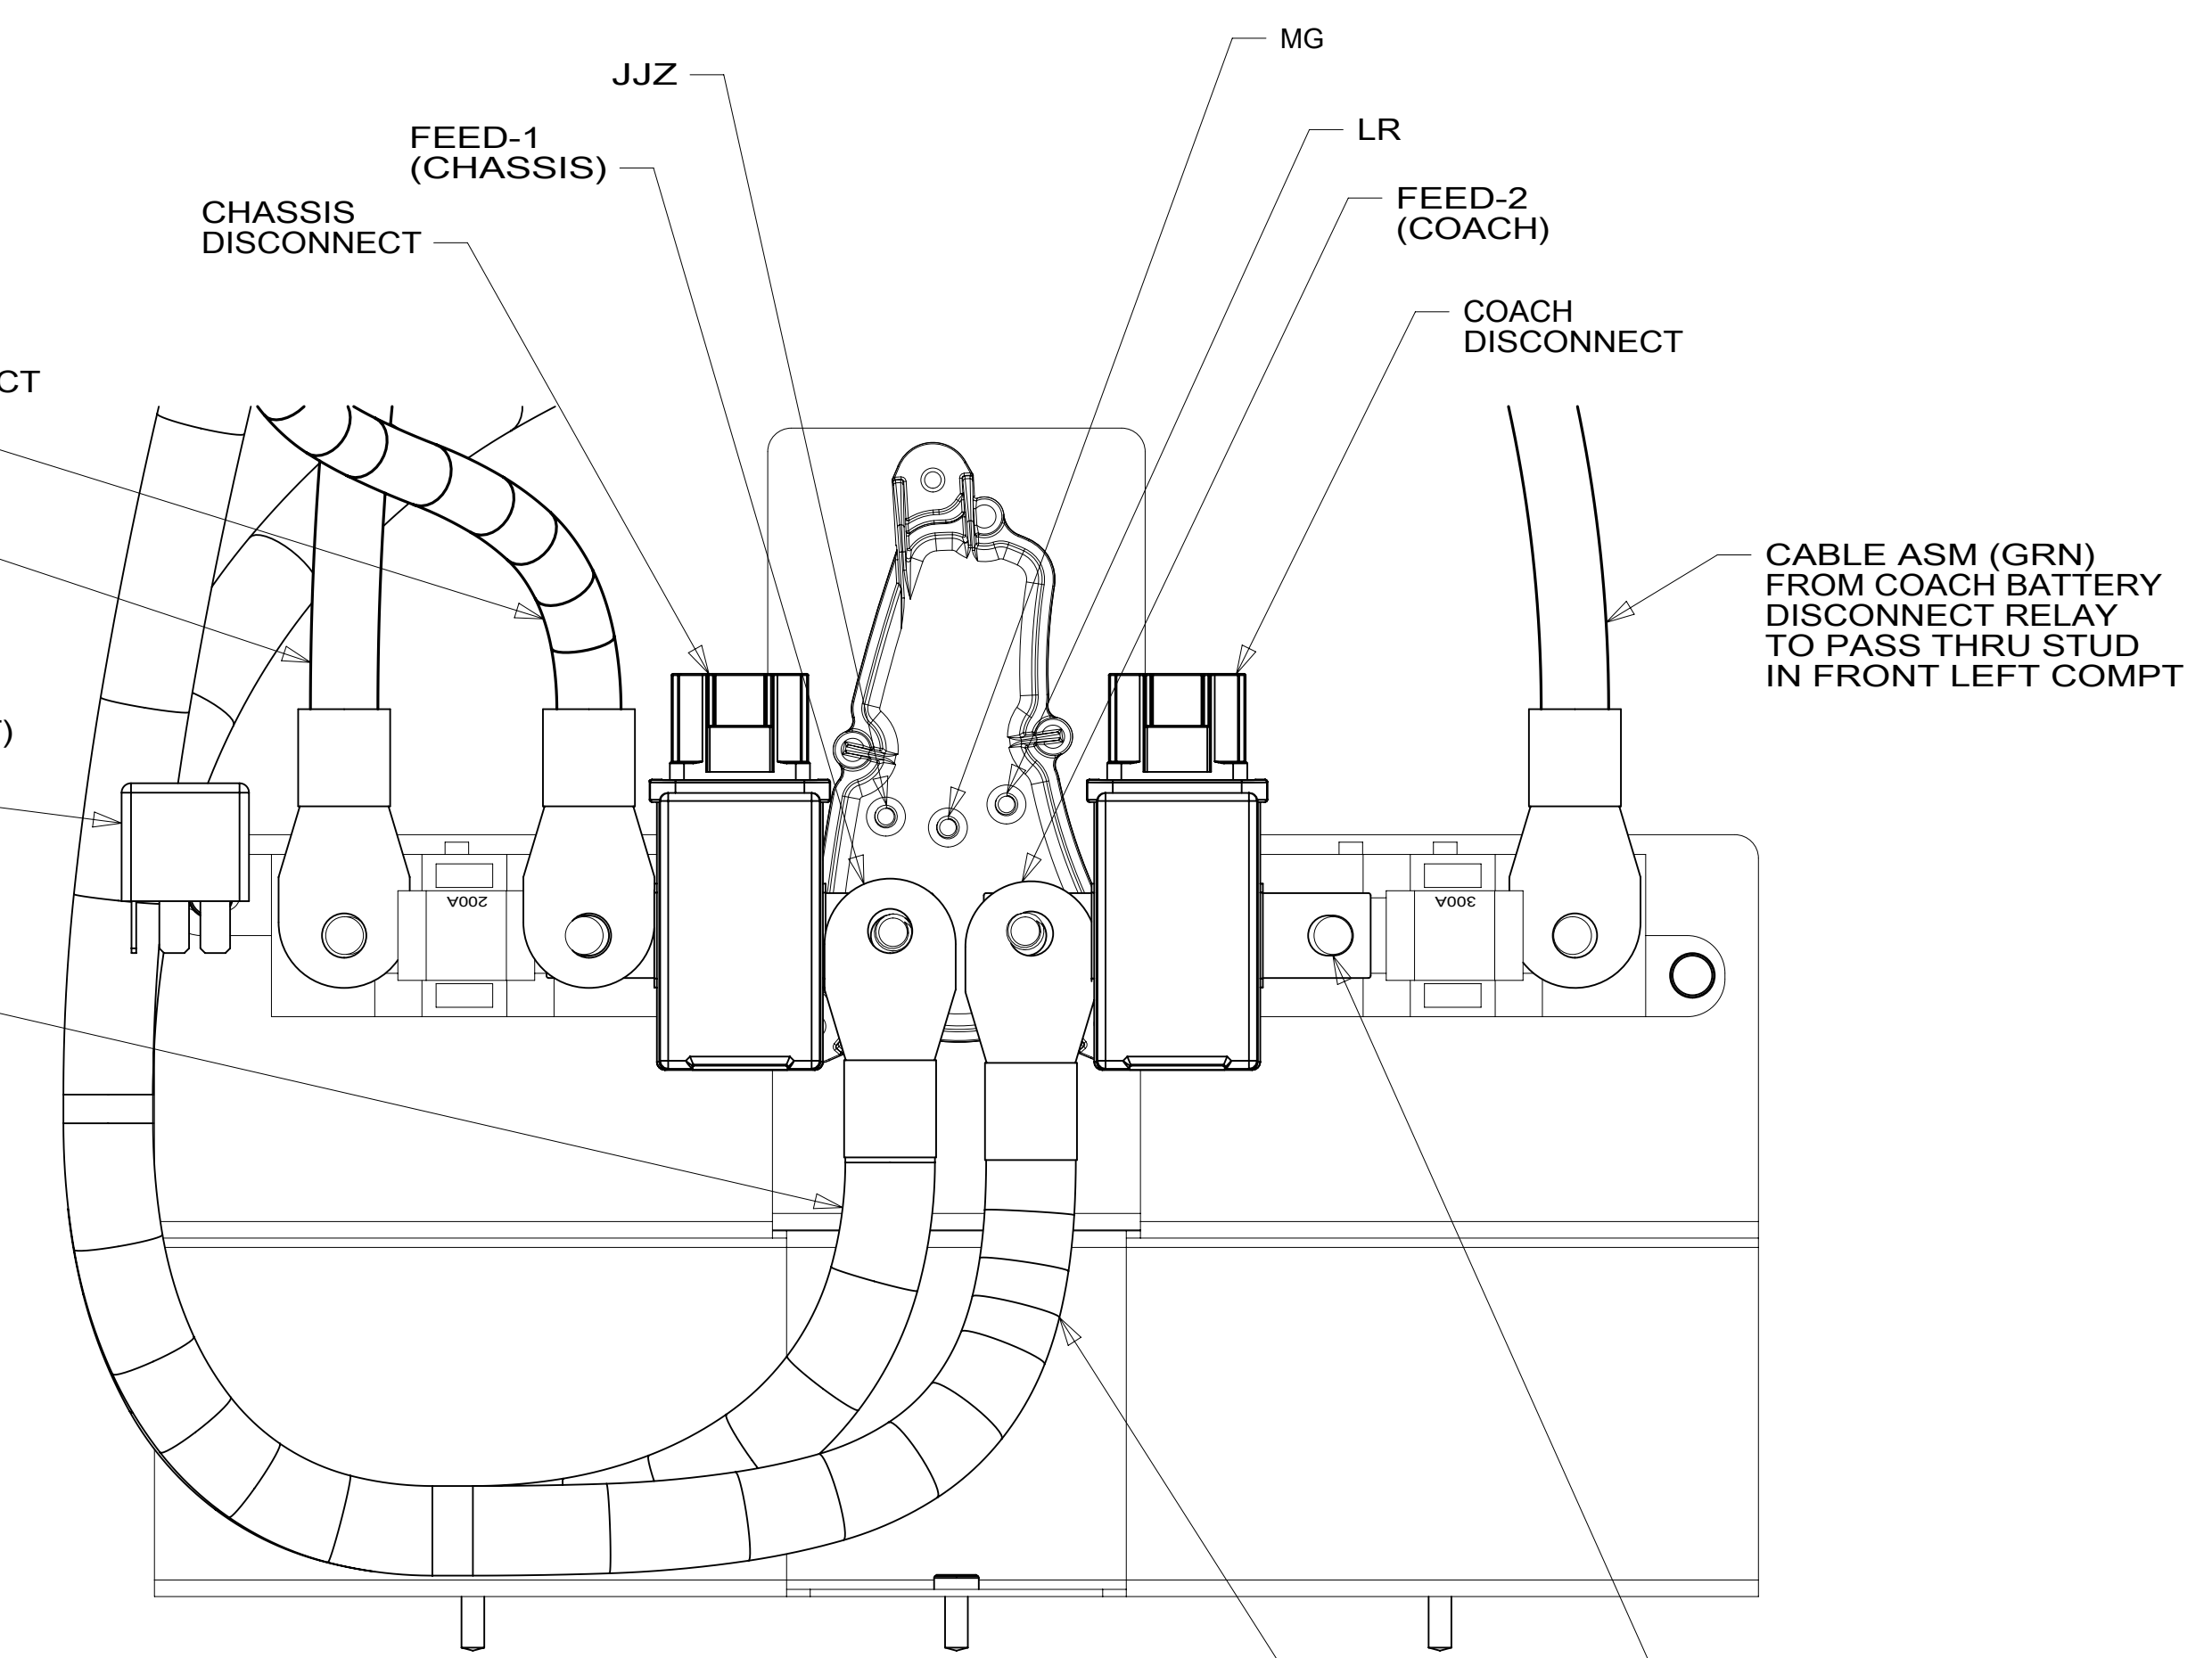 MG
JJZ
FEED-1
(CHASSIS)
LR
CHASSIS
DISCONNECT
FEED-2
(COACH)
COACH
DISCONNECT
CT
CABLE ASM (GRN)
FROM COACH BATTERY
DISCONNECT RELAY
TO PASS THRU STUD
IN FRONT LEFT COMPT
)
200A
300A